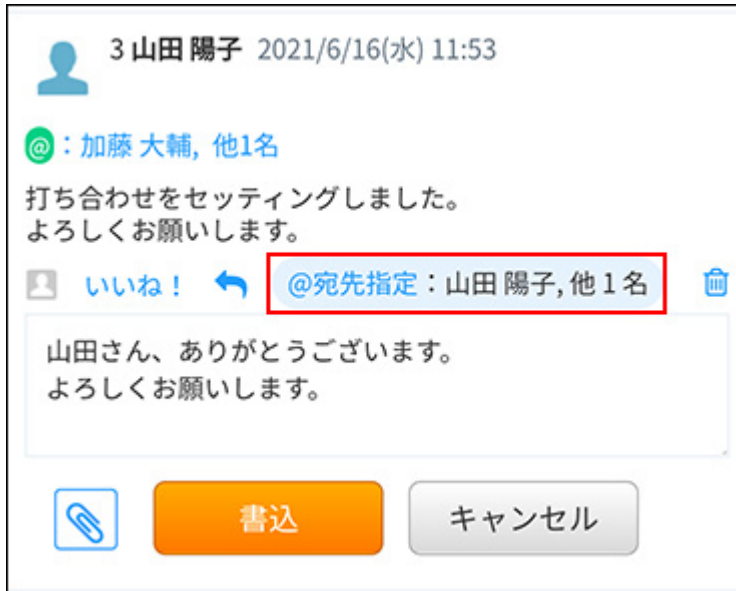 3 山田 陽子 2021/6/16(水) 11:53
@：加藤 大輔, 他1名
打ち合わせをセッティングしました。
よろしくお願いします。
いいね！ @宛先指定：山田 陽子, 他 1 名
山田さん、ありがとうございます。
よろしくお願いします。
書込 キャンセル